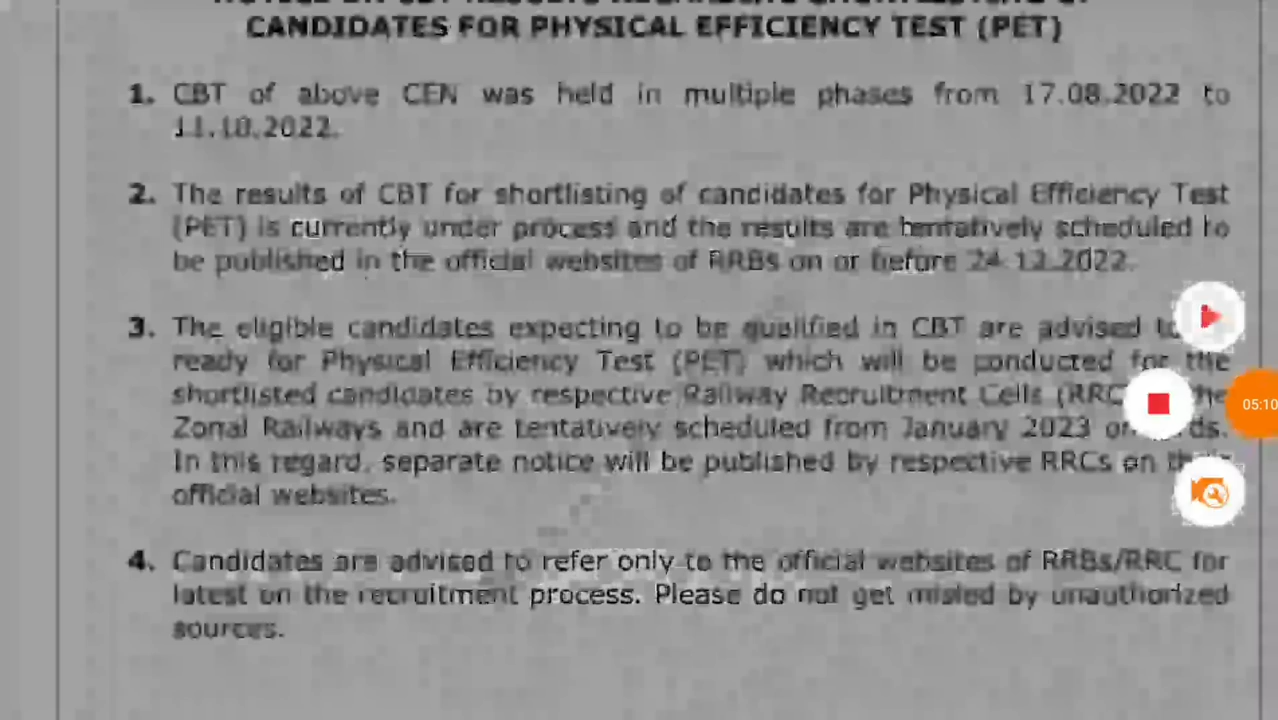 CANDIDATES FOR PHYSICAL EFFICIENCY TEST (PET)
1. CBT of above CEN was held in multiple phases from 17.08.2022 to
11.10.2022.
2. The results of CBT for shortlisting of candidates for Physical Efficiency Test
(PET) is currently under process and the results are tentatively scheduled to
be published in the official websites of RRBs on or before 24.12.2022.
3. The eligible candidates expecting to be qualified in CBT are advised to
ready for Physical Efficiency Test (PET) which will be conducted for the
shortlisted candidates by respective Railway Recruitment Cells (RRC
Zonal Railways and are tentatively scheduled from January 2023
In this regard, separate notice will be published by respective RRCs on their
official websites.
4. Candidates are advised to refer only to the official websites of RRBs/RRC for
latest on the recruitment process. Please do not get misled by unauthorized
sources.
05:10